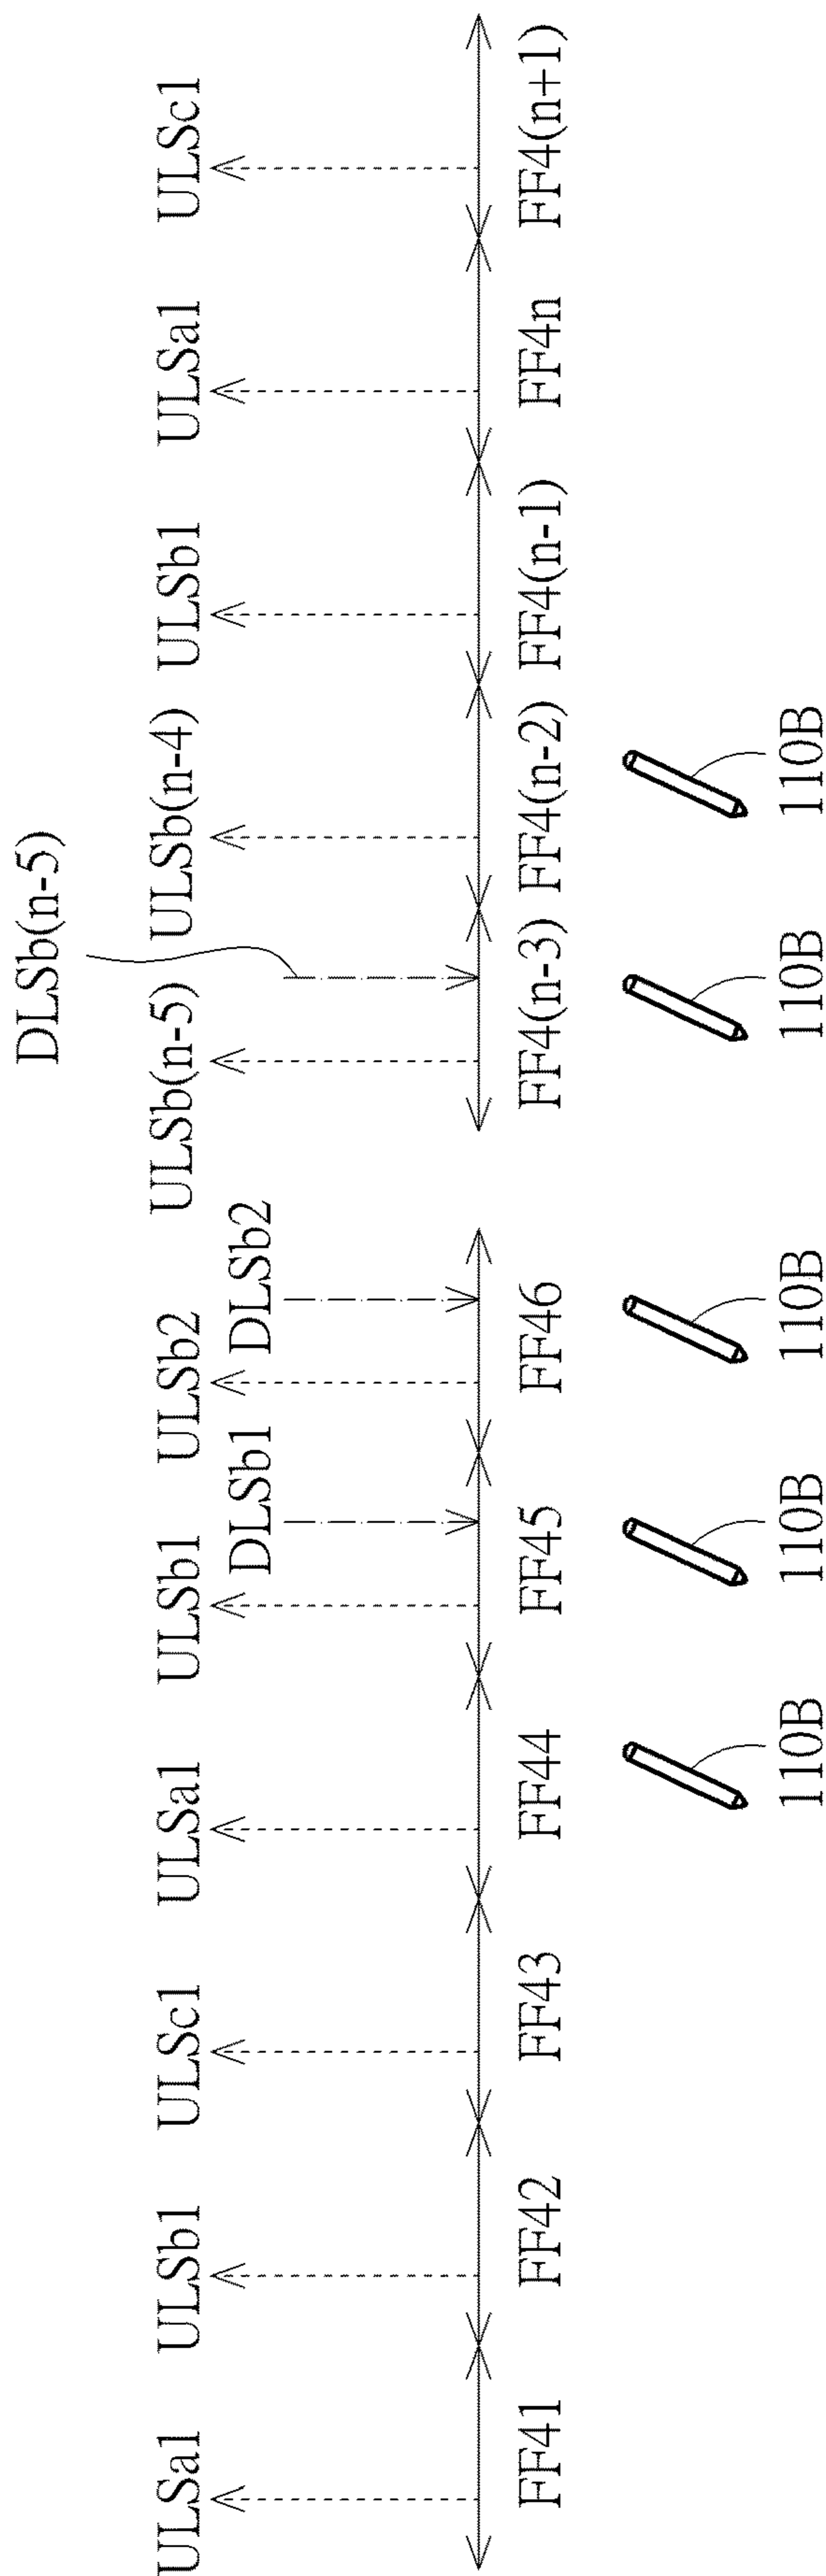 DLSb(n-5)
ULSa1
ULSb1
ULSc1
ULSa1
ULSb1
ULSb2
ULSb(n-5)
ULSb(n-4)
ULSb1
ULSa1
ULSc1
DLSb1
DLSb2
FF41
FF42
FF43
FF44
FF45
FF46
FF4(n-3)
FF4(n-2)
FF4(n-1)
FF4n
FF4(n+1)
110B
110B
110B
110B
110B